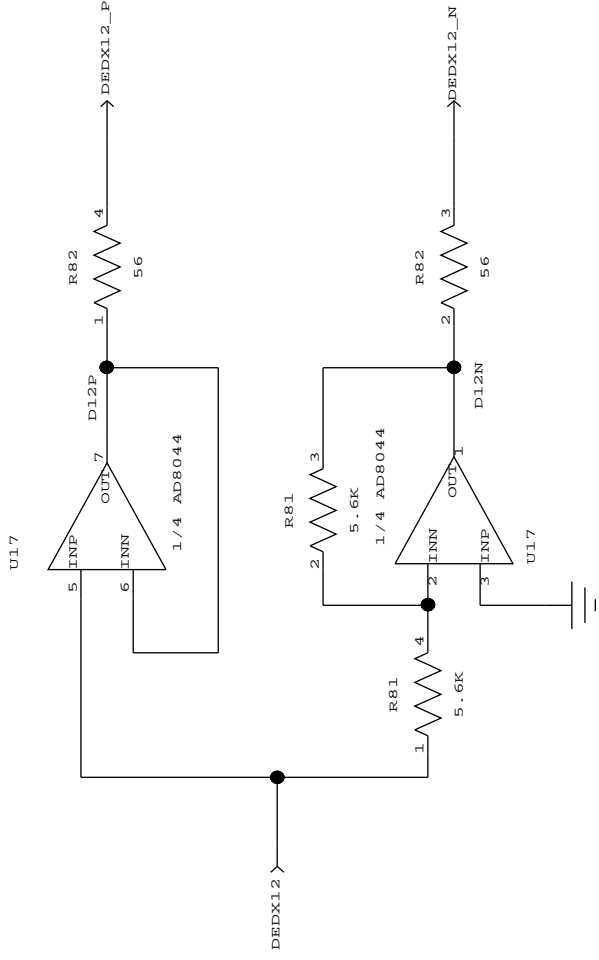 DEDX12_P
DEDX12_N
4
R82
56
1
3
R82
56
2
D12P
D12N
7
OUT
1/4 AD8044
U17
INP
INN
5
6
3
R81
5.6K
2
1/4 AD8044
1
OUT
INN
INP
U17
2
3
4
R81
5.6K
1
DEDX12